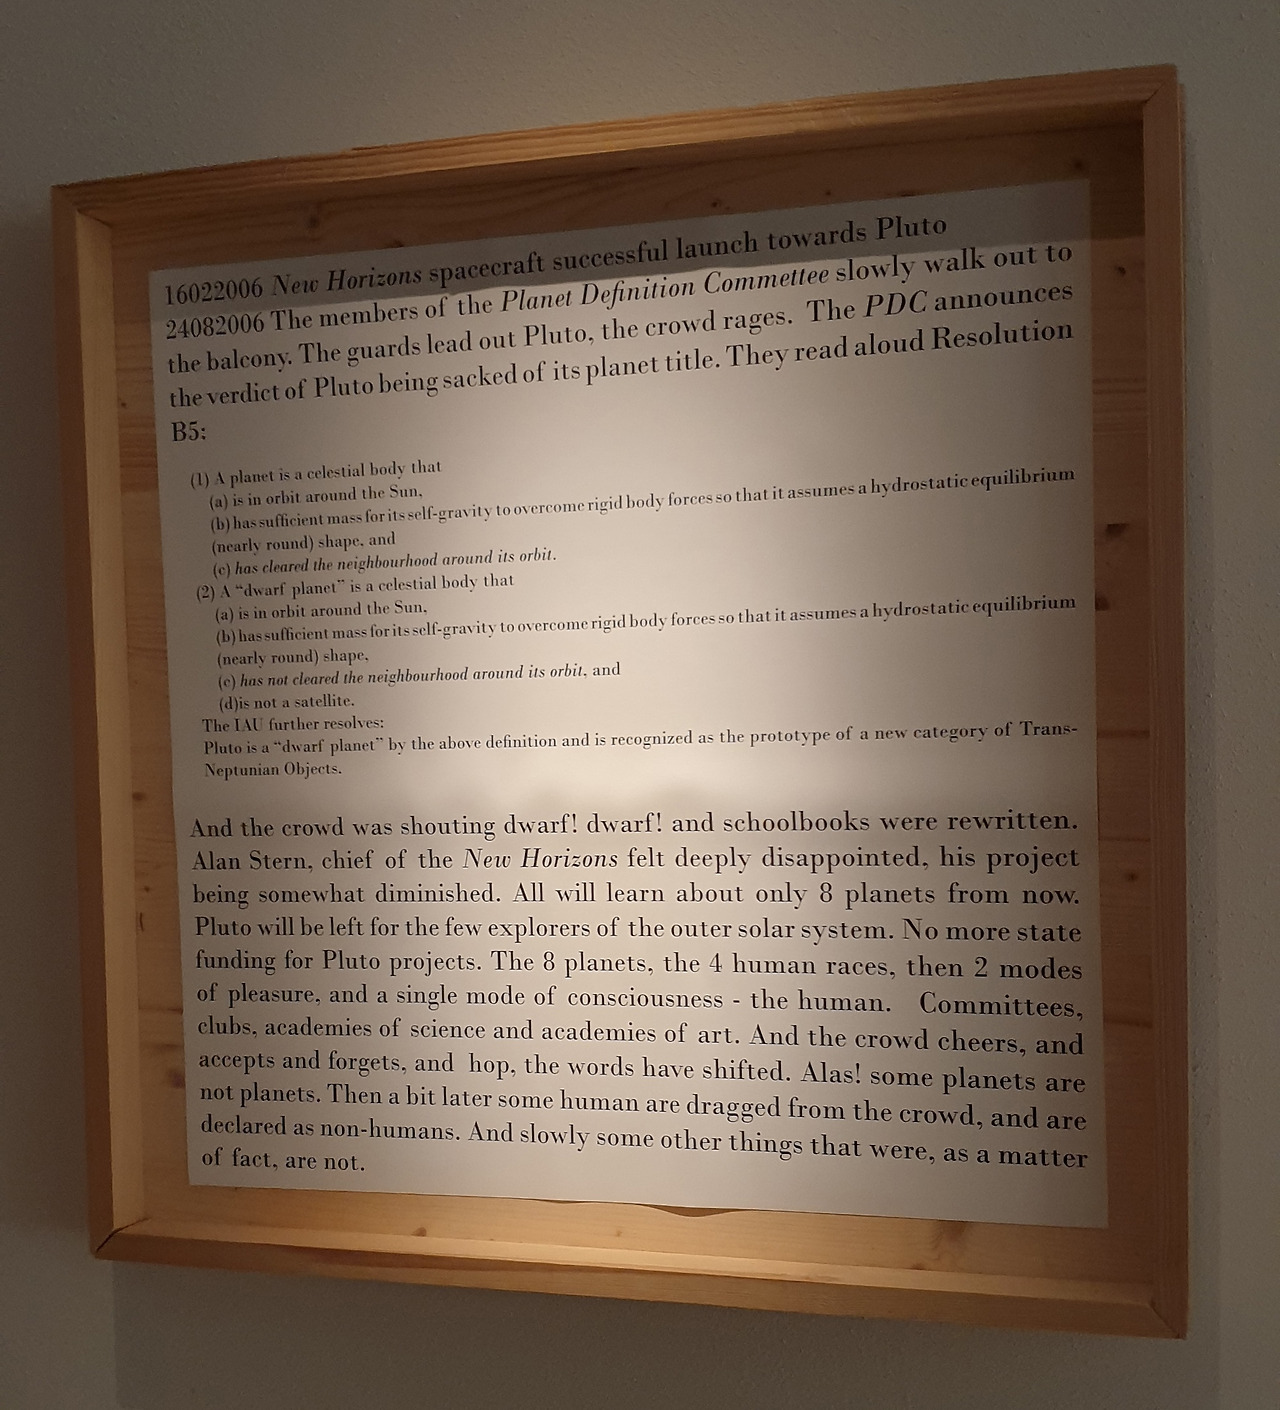 16022006 New Horizons spacecraft successful launch towards Pluto
24082006 The members of the Planet Definition Commettee slowly walk out to
the balcony. The guards lead out Pluto, the crowd rages. The PDC announces
the verdict of Pluto being sacked of its planet title. They read aloud Resolution
B5:
(1) A planet is a celestial body that
(a) is in orbit around the Sun,
(b) has sufficient mass for its self-gravity to overcome rigid body forces so that it assumes a hydrostatic equilibrium
(nearly round) shape, and
(c) has cleared the neighbourhood around its orbit.
(2) A “dwarf planet” is a celestial body that
(a) is in orbit around the Sun,
(b) has sufficient mass for its self-gravity to overcome rigid body forces so that it assumes a hydrostatic equilibrium
(nearly round) shape,
(c) has not cleared the neighbourhood around its orbit, and
(d)is not a satellite.
The IAU further resolves:
Pluto is a “dwarf planet” by the above definition and is recognized as the prototype of a new category of Trans-
Neptunian Objects.
And the crowd was shouting dwarf! dwarf! and schoolbooks were rewritten.
Alan Stern, chief of the New Horizons felt deeply disappointed, his project
being somewhat diminished. All will learn about only 8 planets from now.
Pluto will be left for the few explorers of the outer solar system. No more state
funding for Pluto projects. The 8 planets, the 4 human races, then 2 modes
of pleasure, and a single mode of consciousness - the human. Committees,
clubs, academies of science and academies of art. And the crowd cheers, and
accepts and forgets, and hop, the words have shifted. Alas! some planets are
not planets. Then a bit later some human are dragged from the crowd, and are
declared as non-humans. And slowly some other things that were, as a matter
of fact, are not.